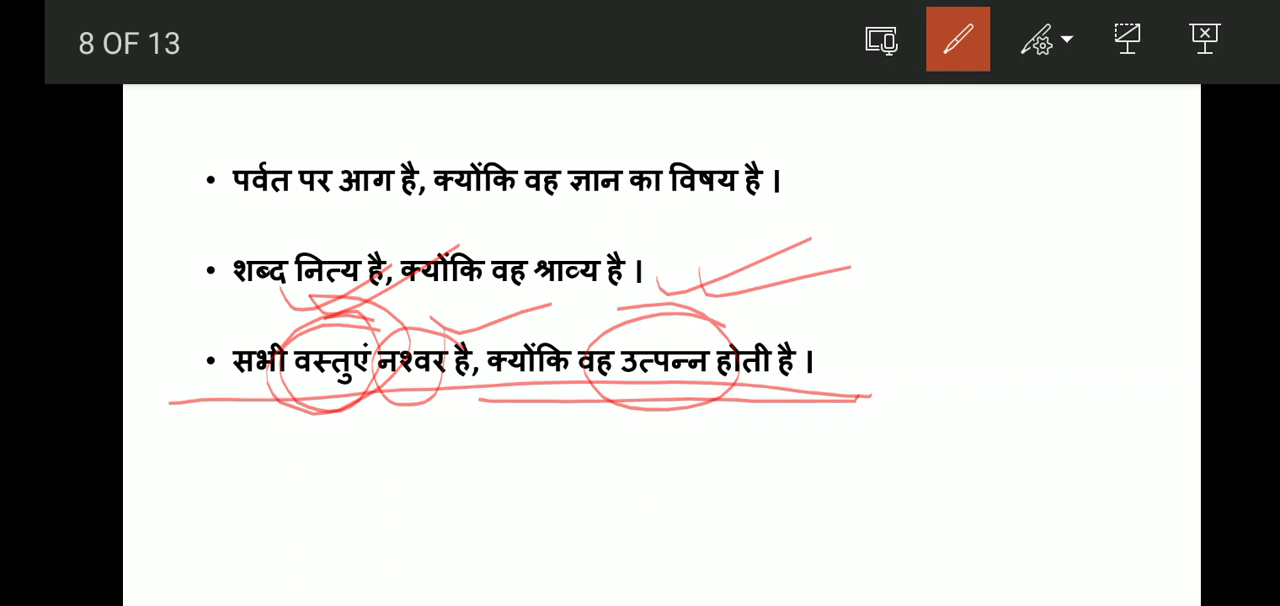 8 OF 13
• पर्वत पर आग है, क्योंकि वह ज्ञान का विषय है ।
• शब्द नित्य है, क्योंकि वह श्राव्य है ।
• सभी वस्तुएं नश्वर है, क्योंकि वह उत्पन्न होती है ।